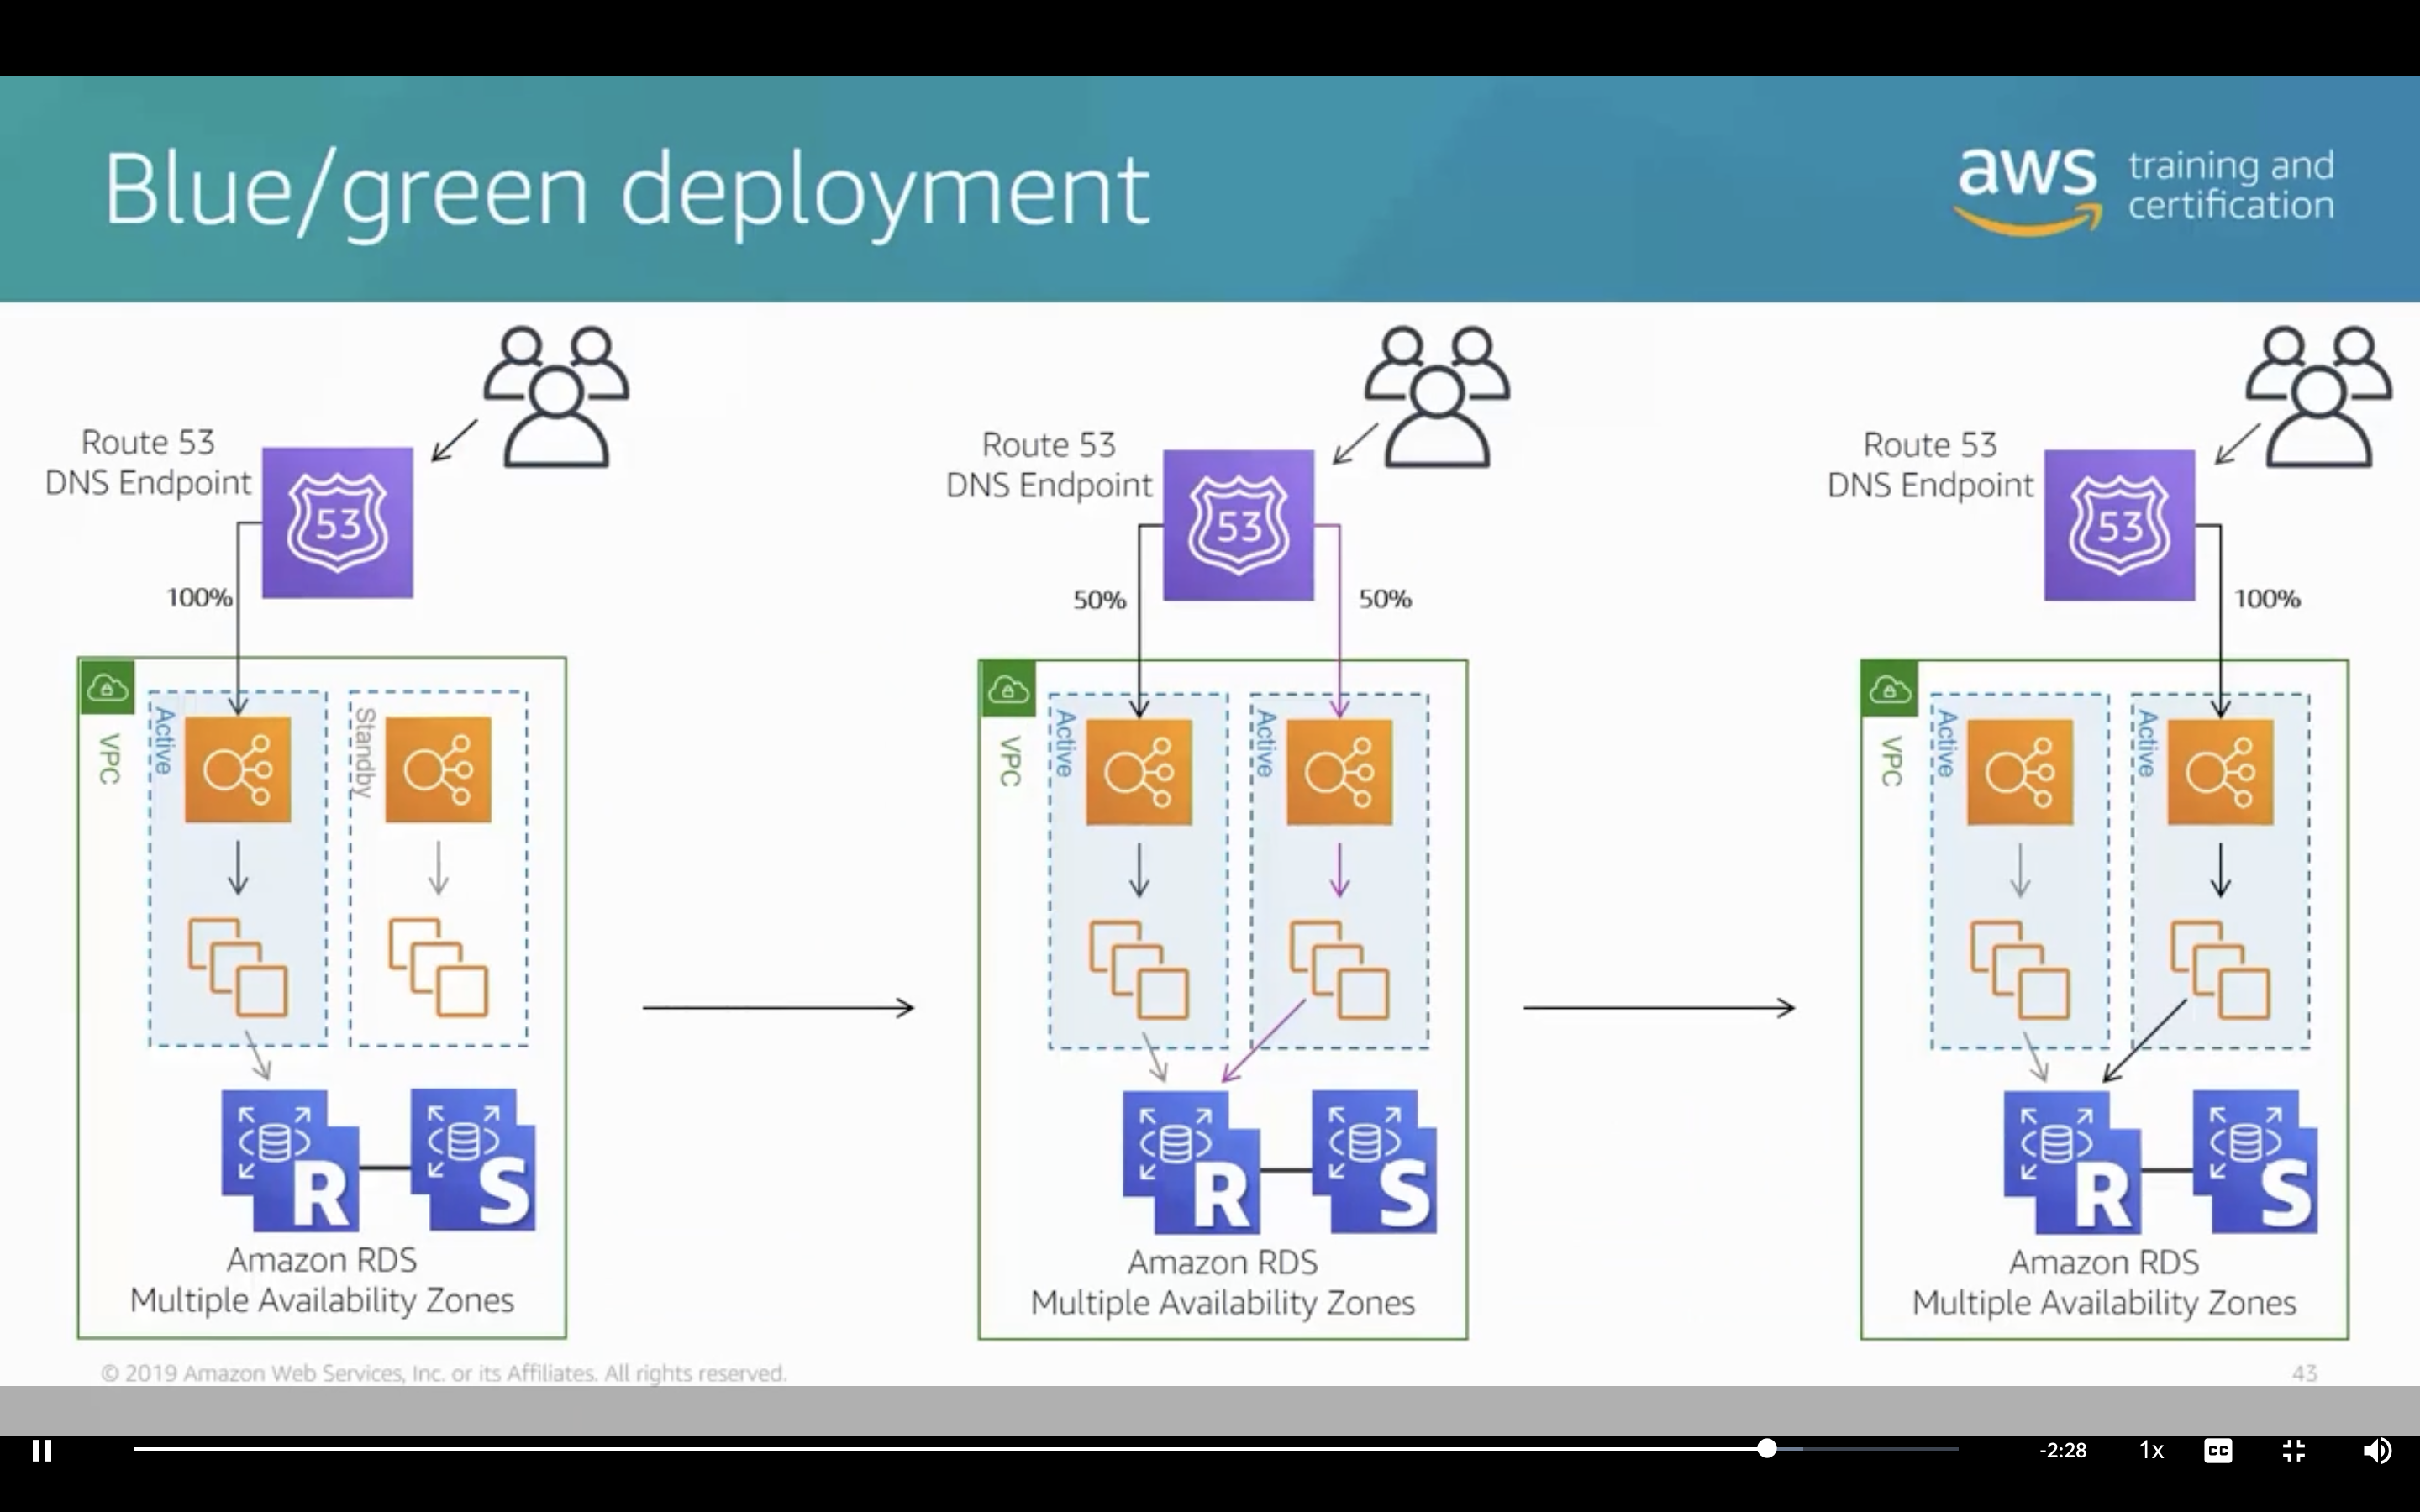 Blue/green deployment
aws training and
certification
Route 53
DNS Endpoint
53
100%
VPC
Active
Standby
R
S
Amazon RDS
Multiple Availability Zones
Route 53
DNS Endpoint
53
50%
50%
VPC
Active
Active
R
S
Amazon RDS
Multiple Availability Zones
Route 53
DNS Endpoint
53
100%
VPC
Active
Active
R
S
Amazon RDS
Multiple Availability Zones
© 2019 Amazon Web Services, Inc. or its Affiliates. All rights reserved.
43
-2:28
1x
CC